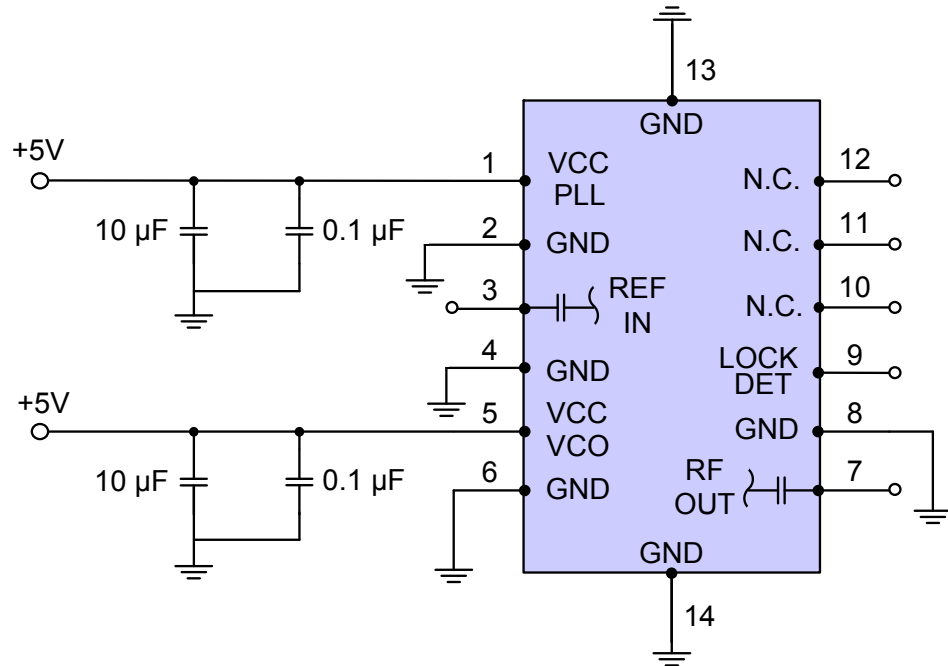 13
GND
+5V
1
VCC
PLL
10 µF
0.1 µF
2
GND
3
REF
IN
4
GND
+5V
5
VCC
VCO
10 µF
0.1 µF
6
GND
12
N.C.
11
N.C.
10
N.C.
9
LOCK
DET
8
GND
7
RF
OUT
GND
14